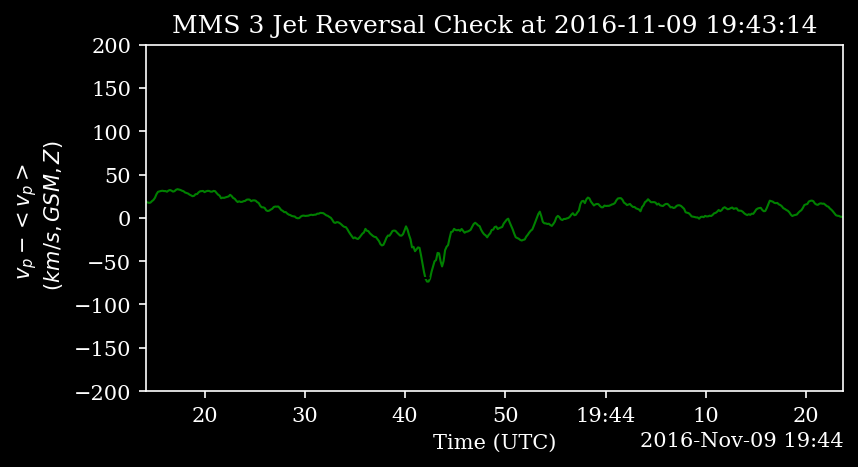 MMS 3 Jet Reversal Check at 2016-11-09 19:43:14
200
150
100
50
0
−50
−100
−150
−200
v_p − < v_p >
(km/s, GSM, Z)
20 30 40 50 19:44 10 20
Time (UTC)
2016-Nov-09 19:44